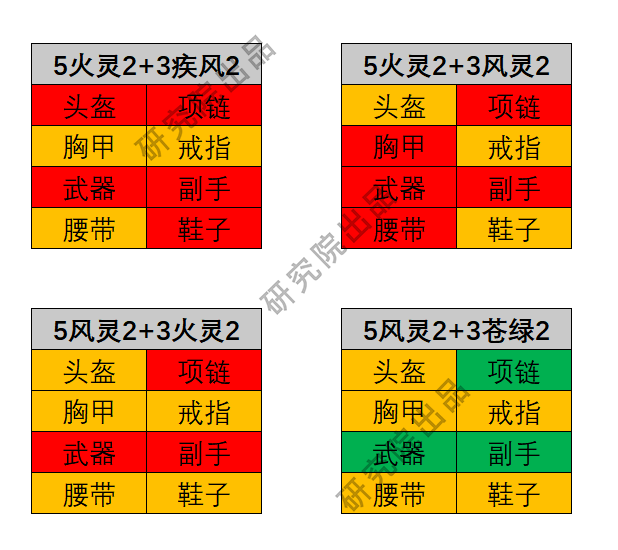 5火灵2+3疾风2
头盔 项链
胸甲 戒指
武器 副手
腰带 鞋子
5火灵2+3风灵2
头盔 项链
胸甲 戒指
武器 副手
腰带 鞋子
5风灵2+3火灵2
头盔 项链
胸甲 戒指
武器 副手
腰带 鞋子
5风灵2+3苍绿2
头盔 项链
胸甲 戒指
武器 副手
腰带 鞋子
研究院出品
研究院出品
研究院出品